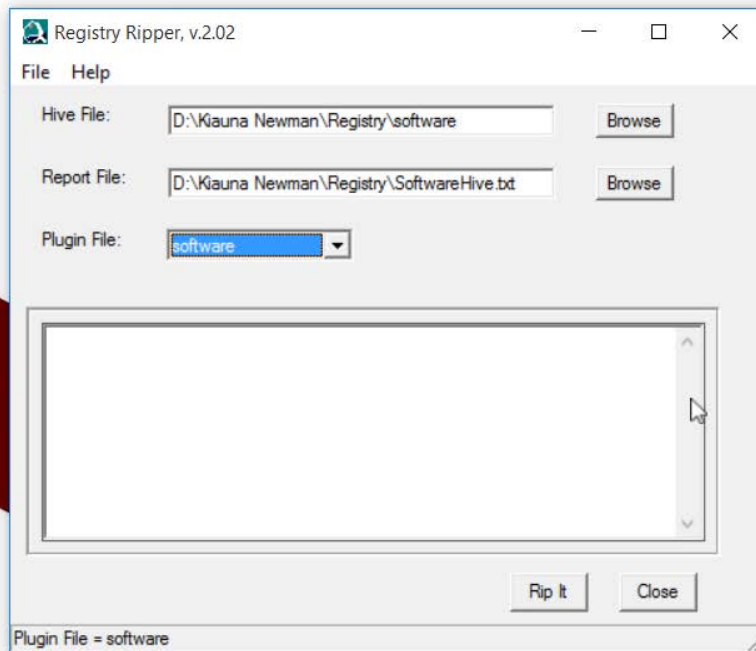 Registry Ripper, v.2.02
File Help
Hive File: D:\Kiauna Newman\Registry\software Browse
Report File: D:\Kiauna Newman\Registry\SoftwareHive.txt Browse
Plugin File: software
Rip It Close
Plugin File = software